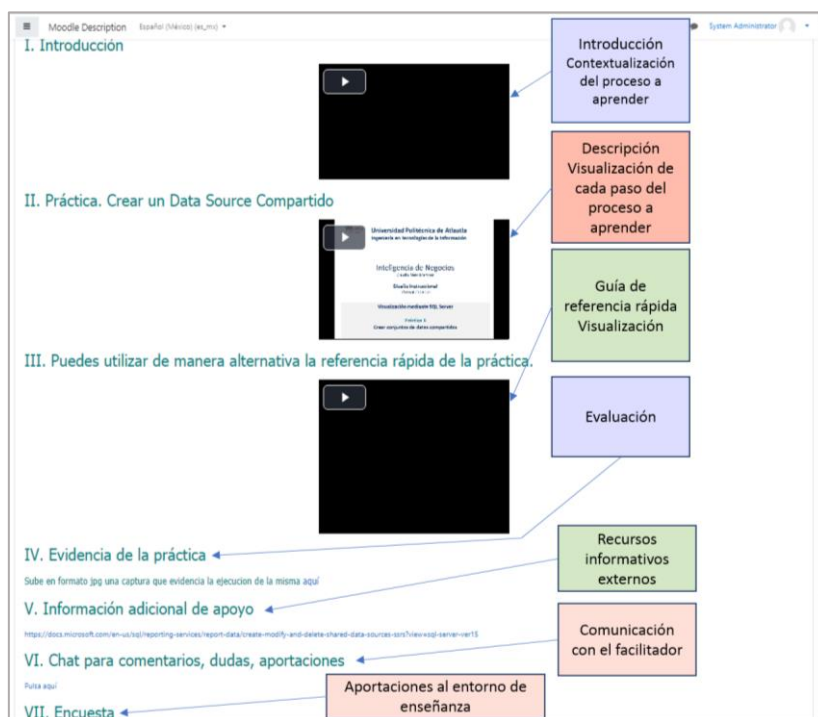 Moodle Description Español (México) (es_mx)
System Administrator
I. Introducción
Introducción
Contextualización
del proceso a
aprender
Descripción
Visualización de
cada paso del
proceso a
aprender
II. Práctica. Crear un Data Source Compartido
Universidad Politécnica de Atlautla
Ingeniería en tecnologías de la información
Inteligencia de Negocios
Diseño Instruccional
Visualización mediante SQL Server
Práctica
Crear conjuntos de datos compartidos
Guía de
referencia rápida
Visualización
III. Puedes utilizar de manera alternativa la referencia rápida de la práctica.
Evaluación
IV. Evidencia de la práctica
Sube en formato jpg una captura que evidencia la ejecucion de la misma aquí
Recursos
informativos
externos
V. Información adicional de apoyo
https://docs.microsoft.com/en-us/sql/reporting-services/report-data/create-modify-and-delete-shared-data-sources-ssrs?view=sql-server-ver15
Comunicación
con el facilitador
VI. Chat para comentarios, dudas, aportaciones
Pulsa aquí
Aportaciones al entorno de
enseñanza
VII. Encuesta